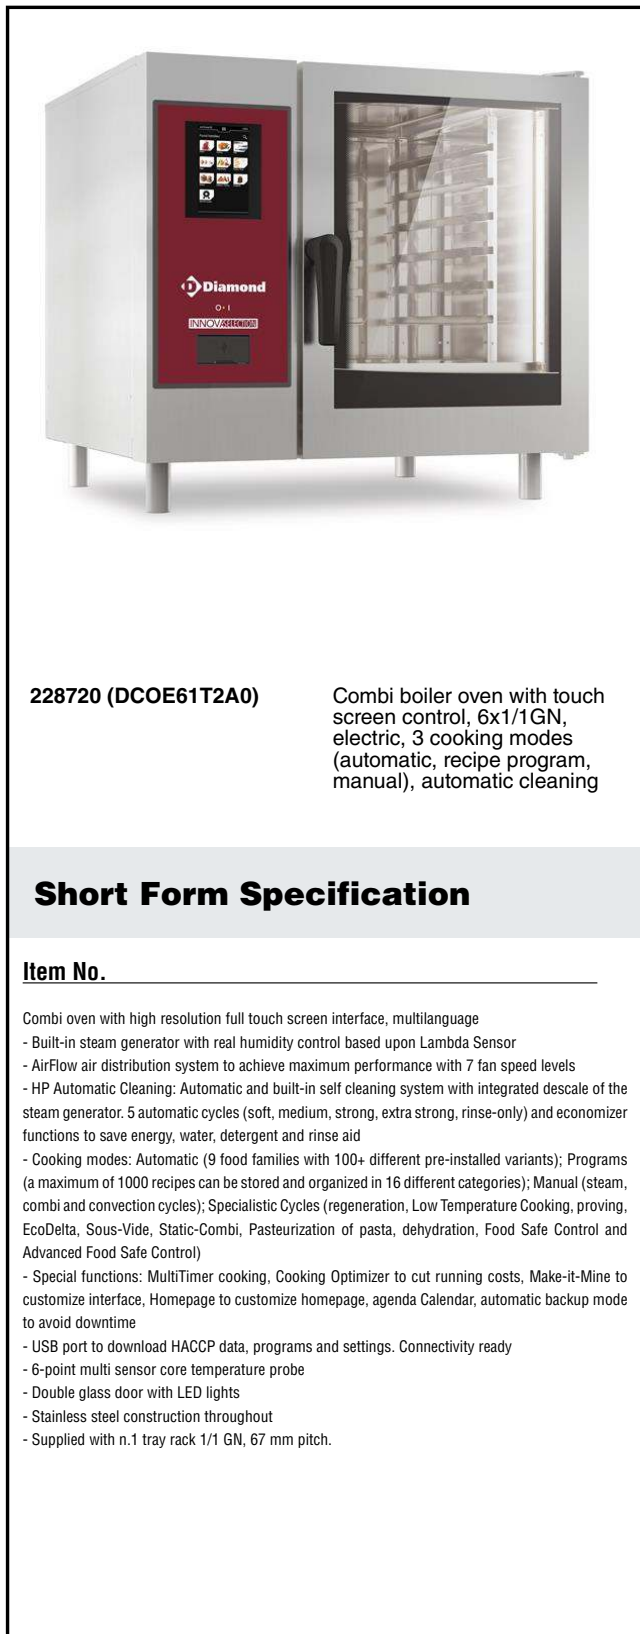 Diamond
INNOV/SELECTION
228720 (DCOE61T2A0)
Combi boiler oven with touch
screen control, 6x1/1GN,
electric, 3 cooking modes
(automatic, recipe program,
manual), automatic cleaning
Short Form Specification
Item No.
Combi oven with high resolution full touch screen interface, multilanguage
- Built-in steam generator with real humidity control based upon Lambda Sensor
- AirFlow air distribution system to achieve maximum performance with 7 fan speed levels
- HP Automatic Cleaning: Automatic and built-in self cleaning system with integrated descale of the
steam generator. 5 automatic cycles (soft, medium, strong, extra strong, rinse-only) and economizer
functions to save energy, water, detergent and rinse aid
- Cooking modes: Automatic (9 food families with 100+ different pre-installed variants); Programs
(a maximum of 1000 recipes can be stored and organized in 16 different categories); Manual (steam,
combi and convection cycles); Specialistic Cycles (regeneration, Low Temperature Cooking, proving,
EcoDelta, Sous-Vide, Static-Combi, Pasteurization of pasta, dehydration, Food Safe Control and
Advanced Food Safe Control)
- Special functions: MultiTimer cooking, Cooking Optimizer to cut running costs, Make-it-Mine to
customize interface, Homepage to customize homepage, agenda Calendar, automatic backup mode
to avoid downtime
- USB port to download HACCP data, programs and settings. Connectivity ready
- 6-point multi sensor core temperature probe
- Double glass door with LED lights
- Stainless steel construction throughout
- Supplied with n.1 tray rack 1/1 GN, 67 mm pitch.